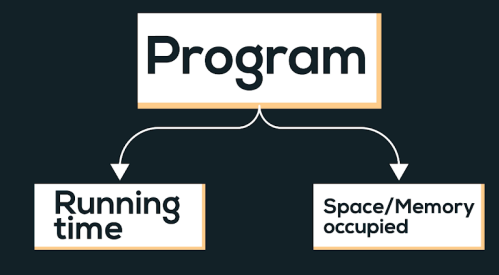 Program
Running
time
Space/Memory
occupied